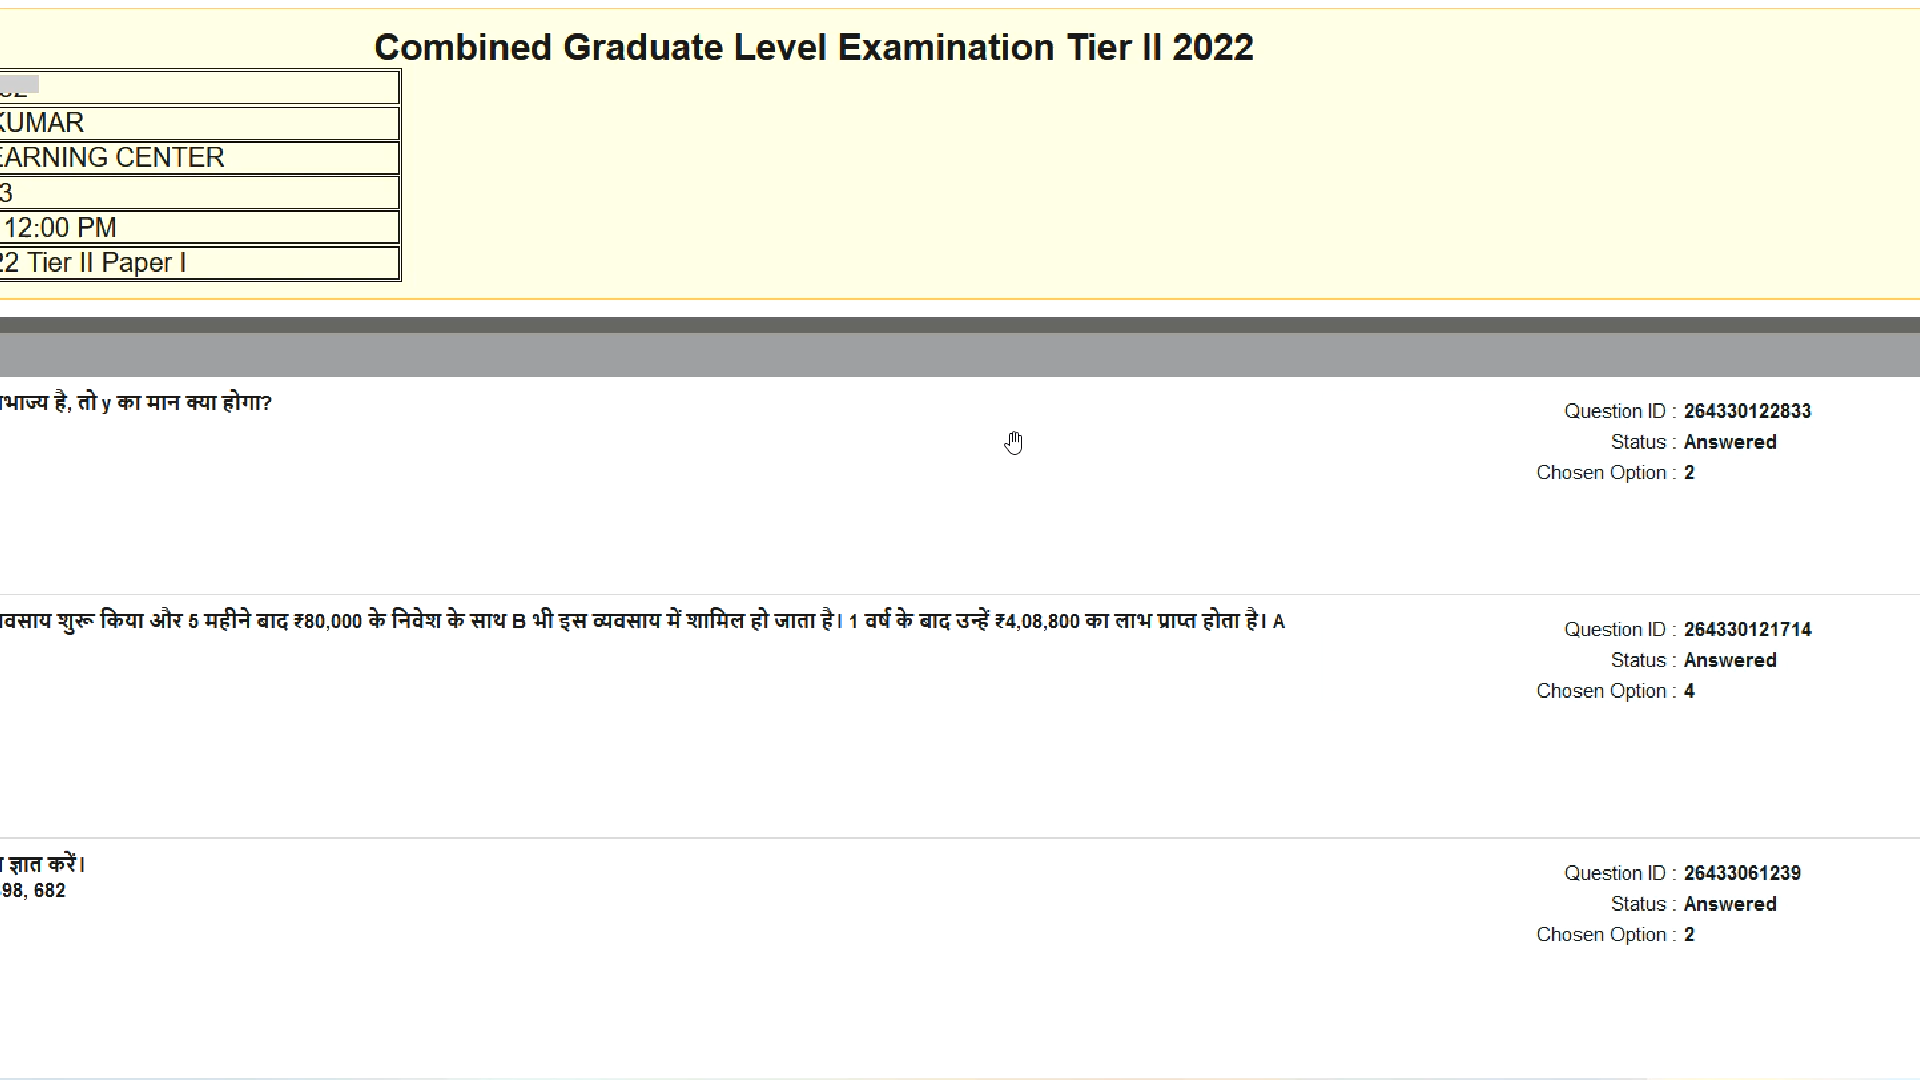 Combined Graduate Level Examination Tier II 2022
KUMAR
EARNING CENTER
3
12:00 PM
22 Tier II Paper I
भाज्य है, तो y का मान क्या होगा?
Question ID : 264330122833
Status : Answered
Chosen Option : 2
वसाय शुरू किया और 5 महीने बाद ₹80,000 के निवेश के साथ B भी इस व्यवसाय में शामिल हो जाता है। 1 वर्ष के बाद उन्हें ₹4,08,800 का लाभ प्राप्त होता है। A
Question ID : 264330121714
Status : Answered
Chosen Option : 4
ज्ञात करें।
98, 682
Question ID : 26433061239
Status : Answered
Chosen Option : 2